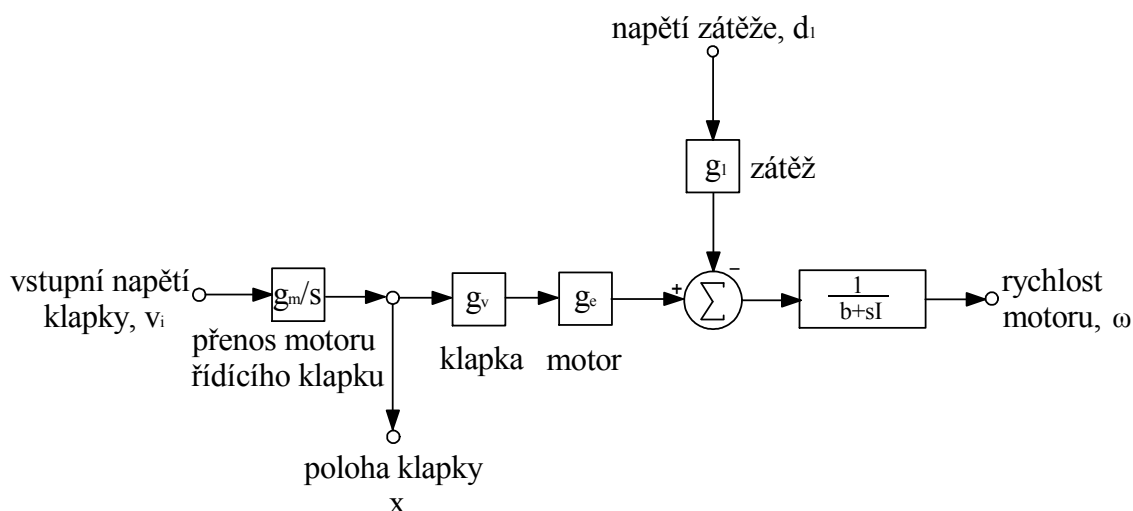 napětí zátěže, d₁
g₁ zátěž
vstupní napětí
klapky, vᵢ
gₘ/s
přenos motoru
řídícího klapku
gᵥ
klapka
gₑ
motor
+
−
Σ
1
b+sI
rychlost
motoru, ω
poloha klapky
x